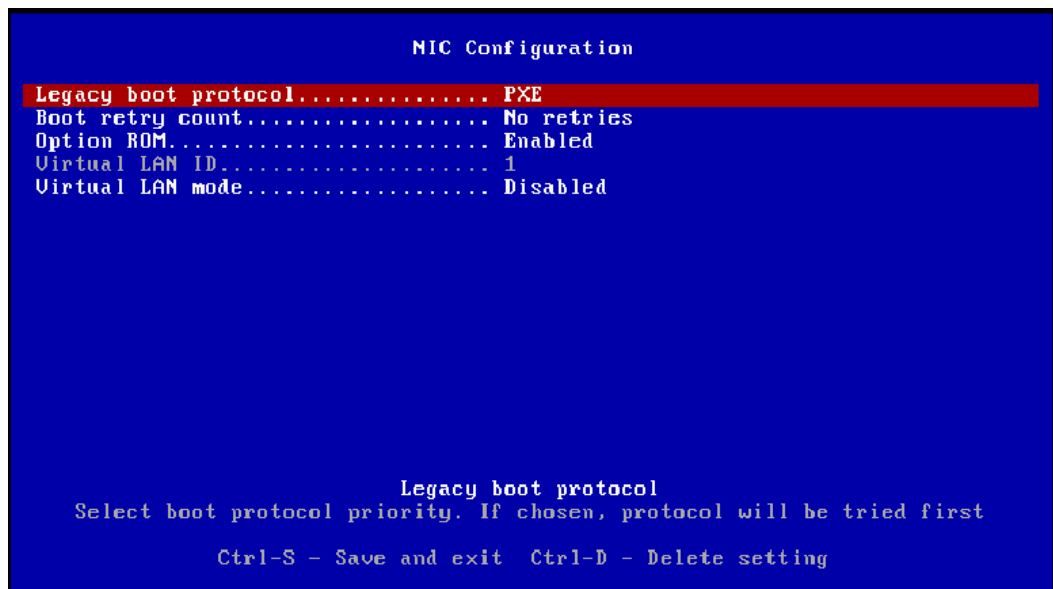 NIC Configuration
Legacy boot protocol............... PXE
Boot retry count................... No retries
Option ROM......................... Enabled
Virtual LAN ID..................... 1
Virtual LAN mode................... Disabled
Legacy boot protocol
Select boot protocol priority. If chosen, protocol will be tried first
Ctrl-S - Save and exit  Ctrl-D - Delete setting